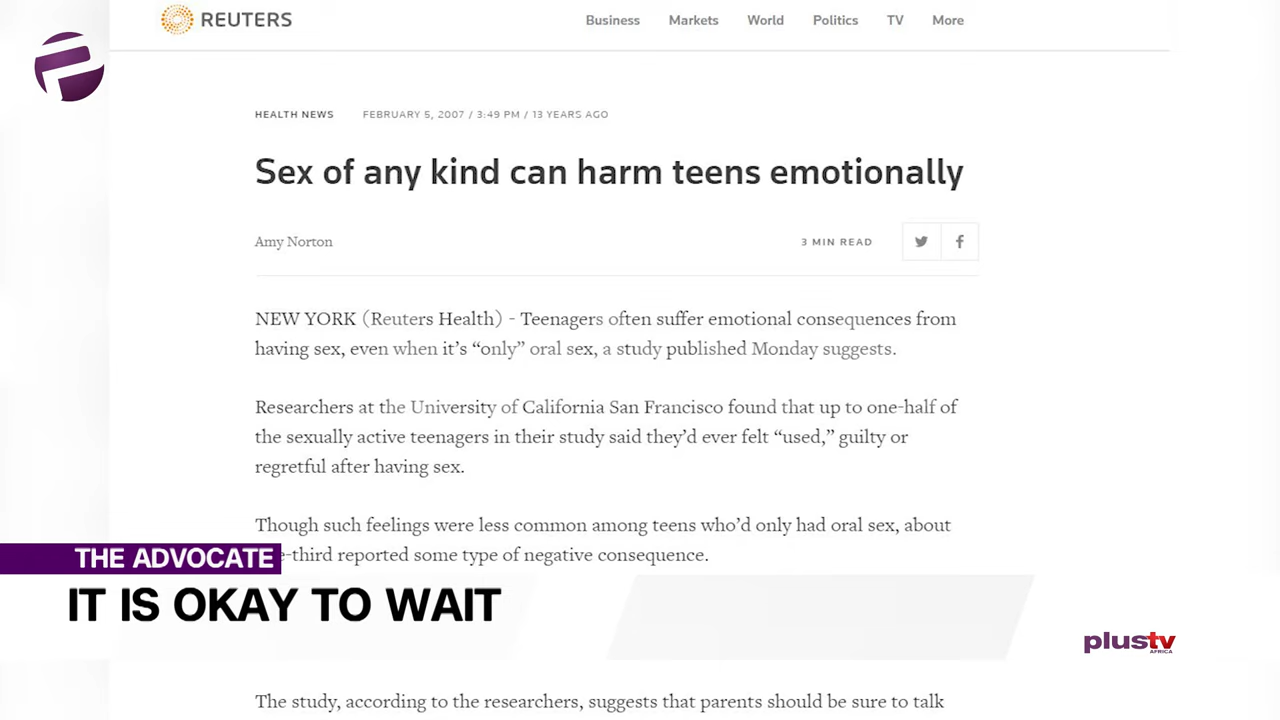 REUTERS
Business Markets World Politics TV More
HEALTH NEWS FEBRUARY 5, 2007 / 3:49 PM / 13 YEARS AGO
Sex of any kind can harm teens emotionally
Amy Norton
3 MIN READ
NEW YORK (Reuters Health) - Teenagers often suffer emotional consequences from
having sex, even when it's “only” oral sex, a study published Monday suggests.
Researchers at the University of California San Francisco found that up to one-half of
the sexually active teenagers in their study said they'd ever felt “used,” guilty or
regretful after having sex.
Though such feelings were less common among teens who'd only had oral sex, about
-third reported some type of negative consequence.
THE ADVOCATE
IT IS OKAY TO WAIT
plustv
AFRICA
The study, according to the researchers, suggests that parents should be sure to talk